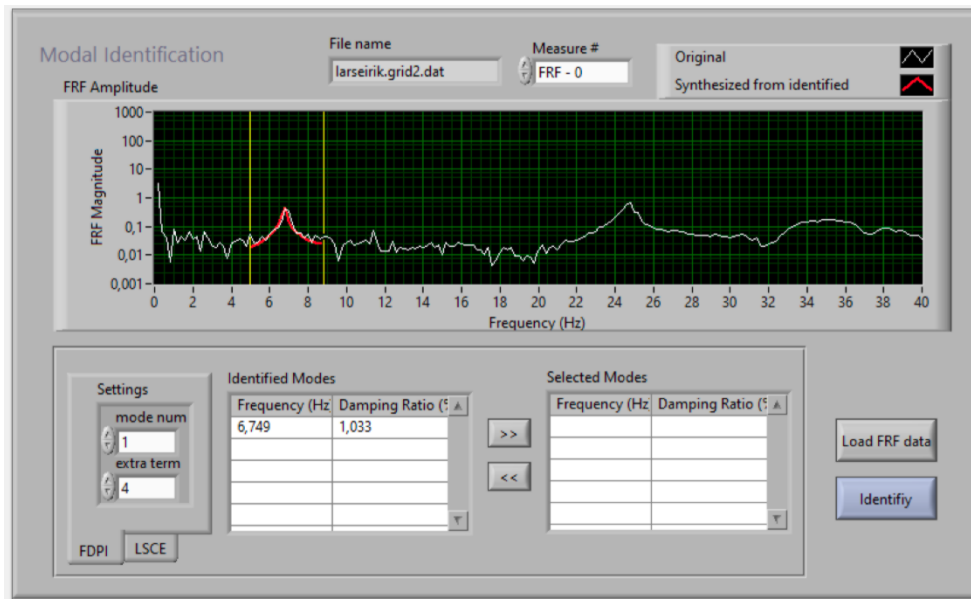 Modal Identification
File name
larseirik.grid2.dat
Measure #
FRF - 0
Original
Synthesized from identified
FRF Amplitude
FRF Magnitude
1000
100
10
1
0,1
0,01
0,001
0 2 4 6 8 10 12 14 16 18 20 22 24 26 28 30 32 34 36 38 40
Frequency (Hz)
Settings
mode num
1
extra term
4
FDPI
LSCE
Identified Modes
Frequency (Hz Damping Ratio (%
6,749 1,033
>>
<<
Selected Modes
Frequency (Hz Damping Ratio (%
Load FRF data
Identifiy